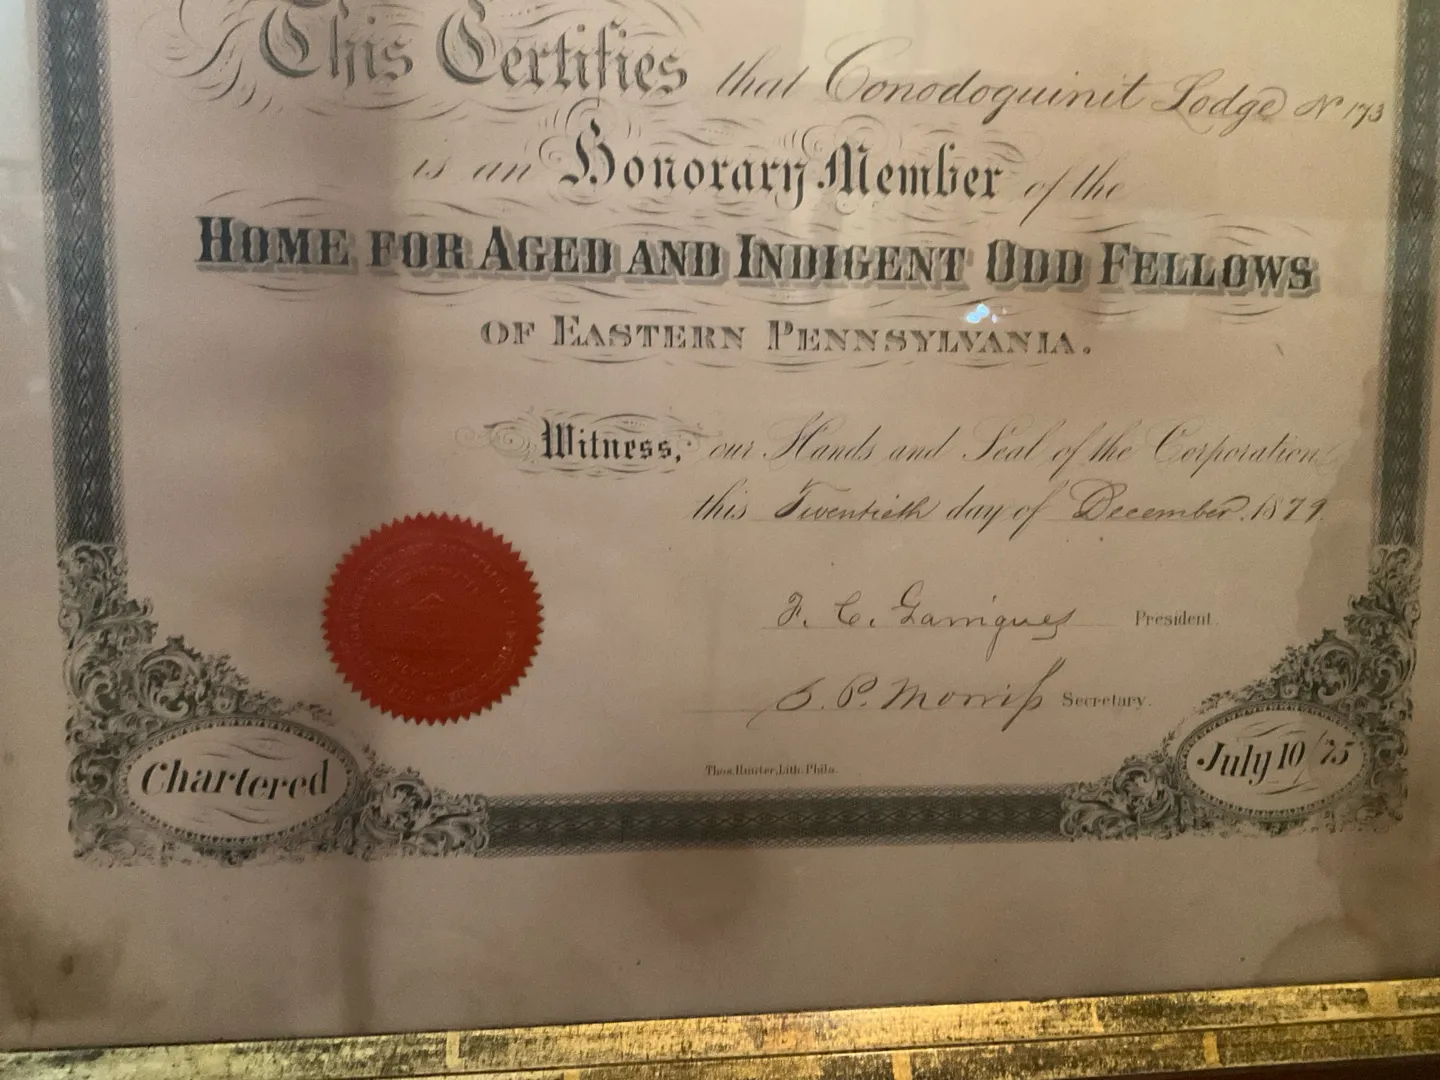 This Certifies that Conodoguinit Lodge No 173
is an Honorary Member of the
HOME FOR AGED AND INDIGENT ODD FELLOWS
OF EASTERN PENNSYLVANIA.
Witness, our Hands and Seal of the Corporation
this Twentieth day of December. 1879.
F. C. Garrigues President.
S. P. Morris Secretary.
Thos. Hunter, Lith. Phila.
Chartered
July 10/75